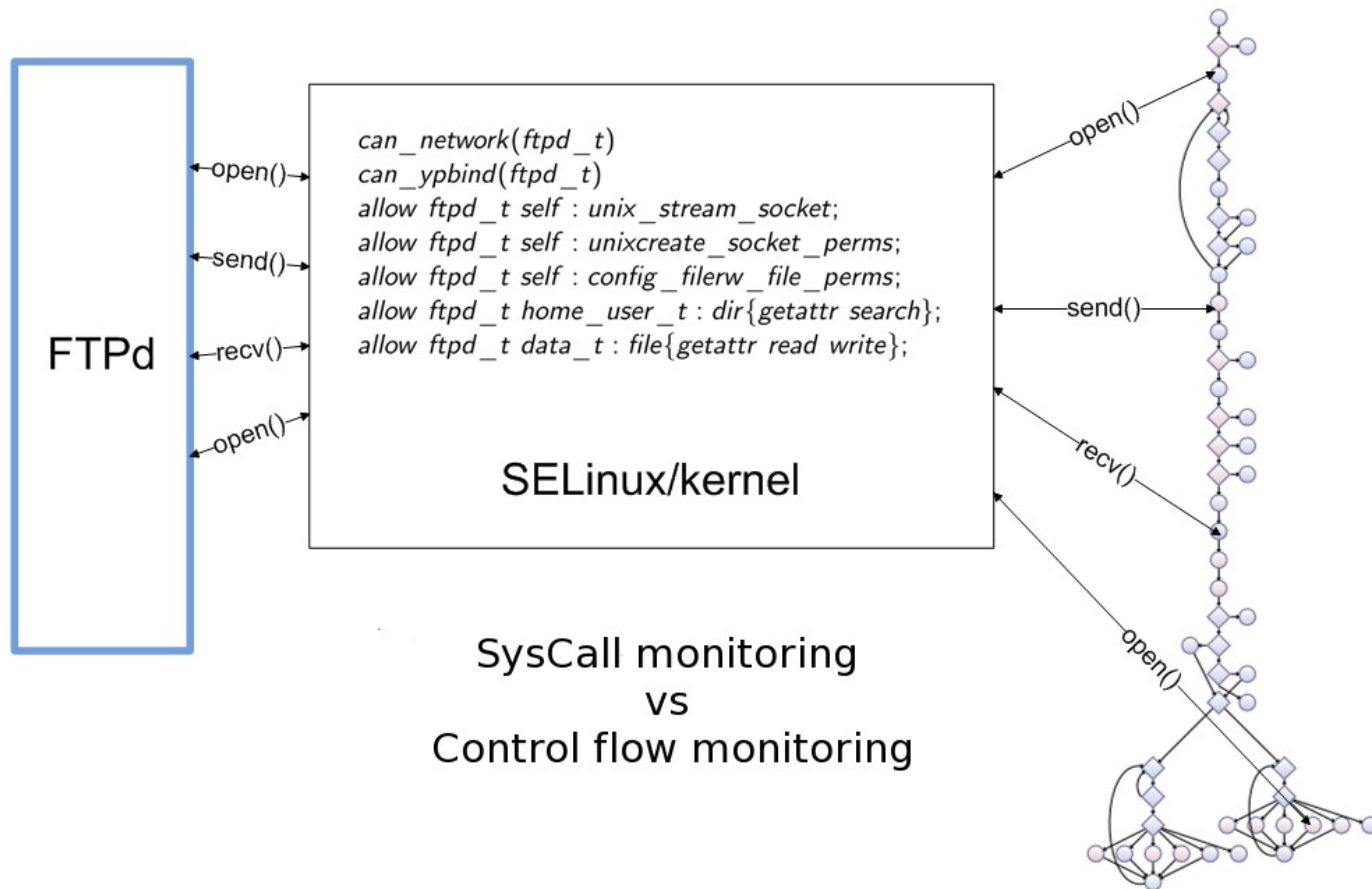 FTPd
open()
send()
recv()
open()
can_network(ftpd_t)
can_ypbind(ftpd_t)
allow ftpd_t self : unix_stream_socket;
allow ftpd_t self : unixcreate_socket_perms;
allow ftpd_t self : config_filerw_file_perms;
allow ftpd_t home_user_t : dir{getattr search};
allow ftpd_t data_t : file{getattr read write};
SELinux/kernel
open()
send()
recv()
open()
SysCall monitoring
vs
Control flow monitoring